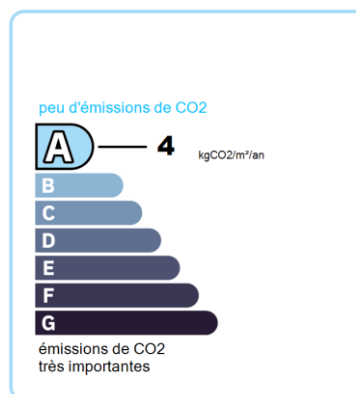 peu d'émissions de CO2
A 4 kgCO2/m²/an
B
C
D
E
F
G
émissions de CO2
très importantes